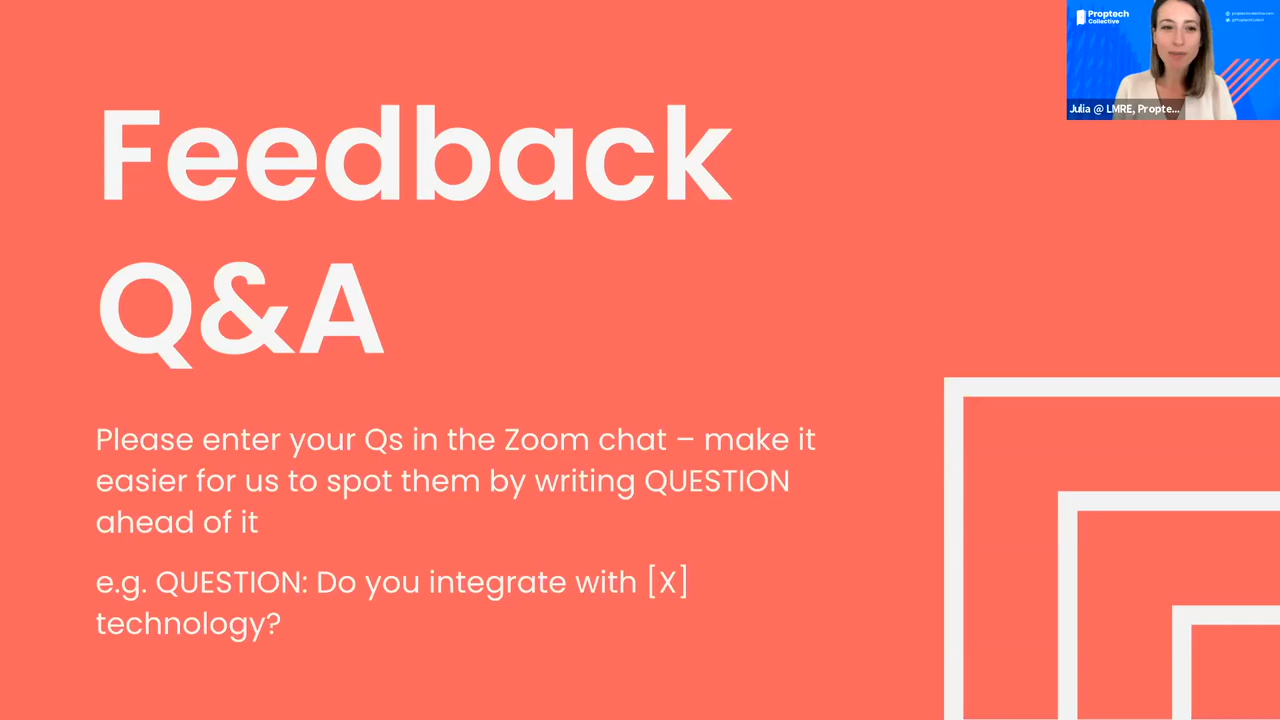 Feedback
Q&A
Please enter your Qs in the Zoom chat – make it
easier for us to spot them by writing QUESTION
ahead of it
e.g. QUESTION: Do you integrate with [X]
technology?
Proptech
Collective
Julia @ LMRE, Propte...